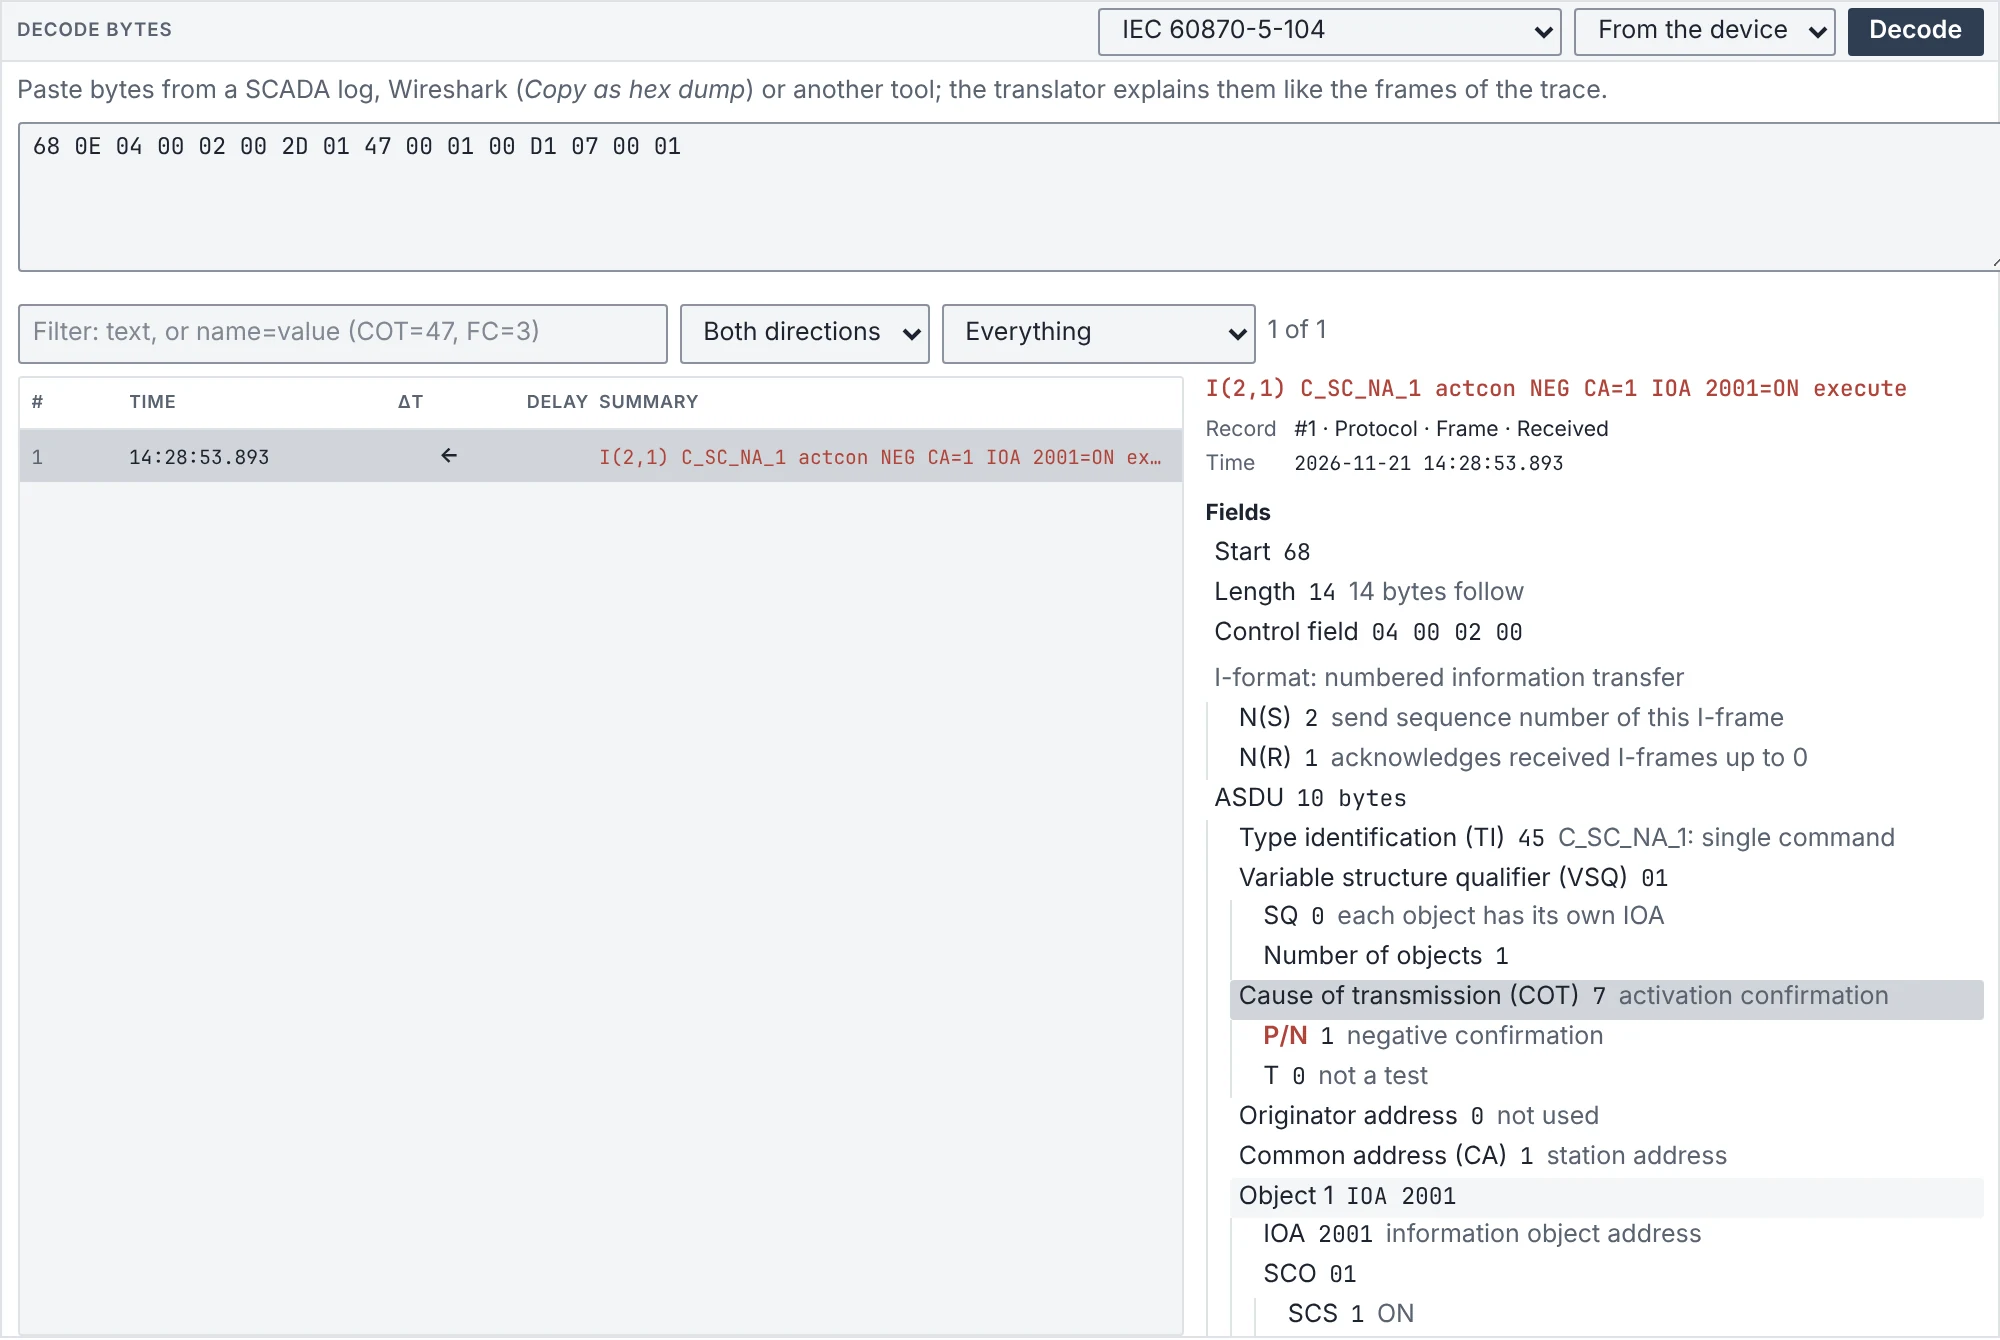 DECODE BYTES IEC 60870-5-104 From the device Decode
Paste bytes from a SCADA log, Wireshark (Copy as hex dump) or another tool; the translator explains them like the frames of the trace.
68 0E 04 00 02 00 2D 01 47 00 01 00 D1 07 00 01
Filter: text, or name=value (COT=47, FC=3) Both directions Everything 1 of 1
# TIME ΔT DELAY SUMMARY
1 14:28:53.893 ← I(2,1) C_SC_NA_1 actcon NEG CA=1 IOA 2001=ON ex…
I(2,1) C_SC_NA_1 actcon NEG CA=1 IOA 2001=ON execute
Record #1 · Protocol · Frame · Received
Time 2026-11-21 14:28:53.893
Fields
Start 68
Length 14 14 bytes follow
Control field 04 00 02 00
I-format: numbered information transfer
N(S) 2 send sequence number of this I-frame
N(R) 1 acknowledges received I-frames up to 0
ASDU 10 bytes
Type identification (TI) 45 C_SC_NA_1: single command
Variable structure qualifier (VSQ) 01
SQ 0 each object has its own IOA
Number of objects 1
Cause of transmission (COT) 7 activation confirmation
P/N 1 negative confirmation
T 0 not a test
Originator address 0 not used
Common address (CA) 1 station address
Object 1 IOA 2001
IOA 2001 information object address
SCO 01
SCS 1 ON